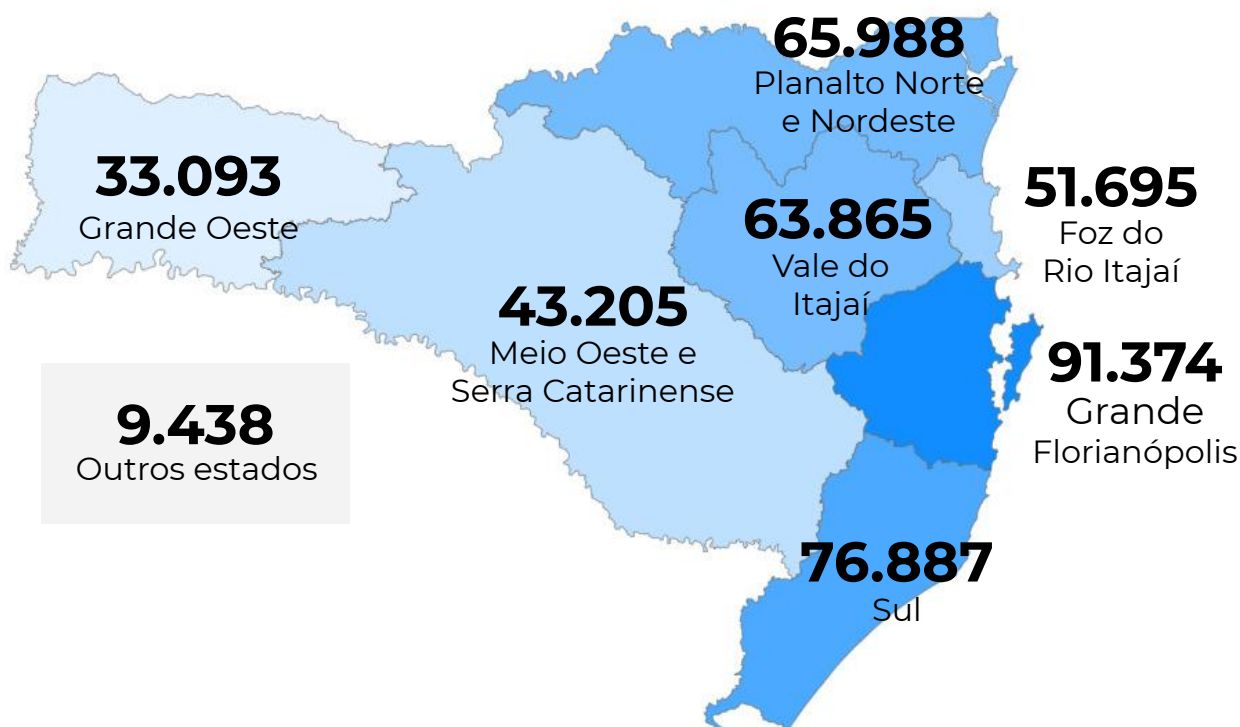 65.988
Planalto Norte
e Nordeste
33.093
Grande Oeste
51.695
Foz do
Rio Itajaí
63.865
Vale do
Itajaí
43.205
Meio Oeste e
Serra Catarinense
91.374
Grande
Florianópolis
9.438
Outros estados
76.887
Sul